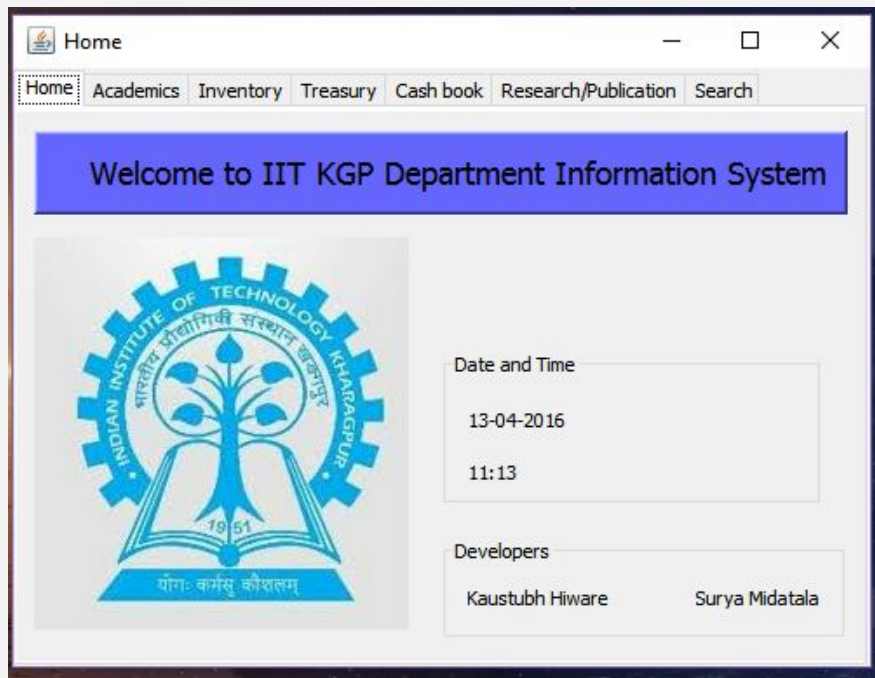 Home
Home Academics Inventory Treasury Cash book Research/Publication Search
Welcome to IIT KGP Department Information System
INDIAN INSTITUTE OF TECHNOLOGY KHARAGPUR
भारतीय प्रौद्योगिकी संस्थान खड़गपुर
1951
योगः कर्मसु कौशलम्
Date and Time
13-04-2016
11:13
Developers
Kaustubh Hiware Surya Midatala